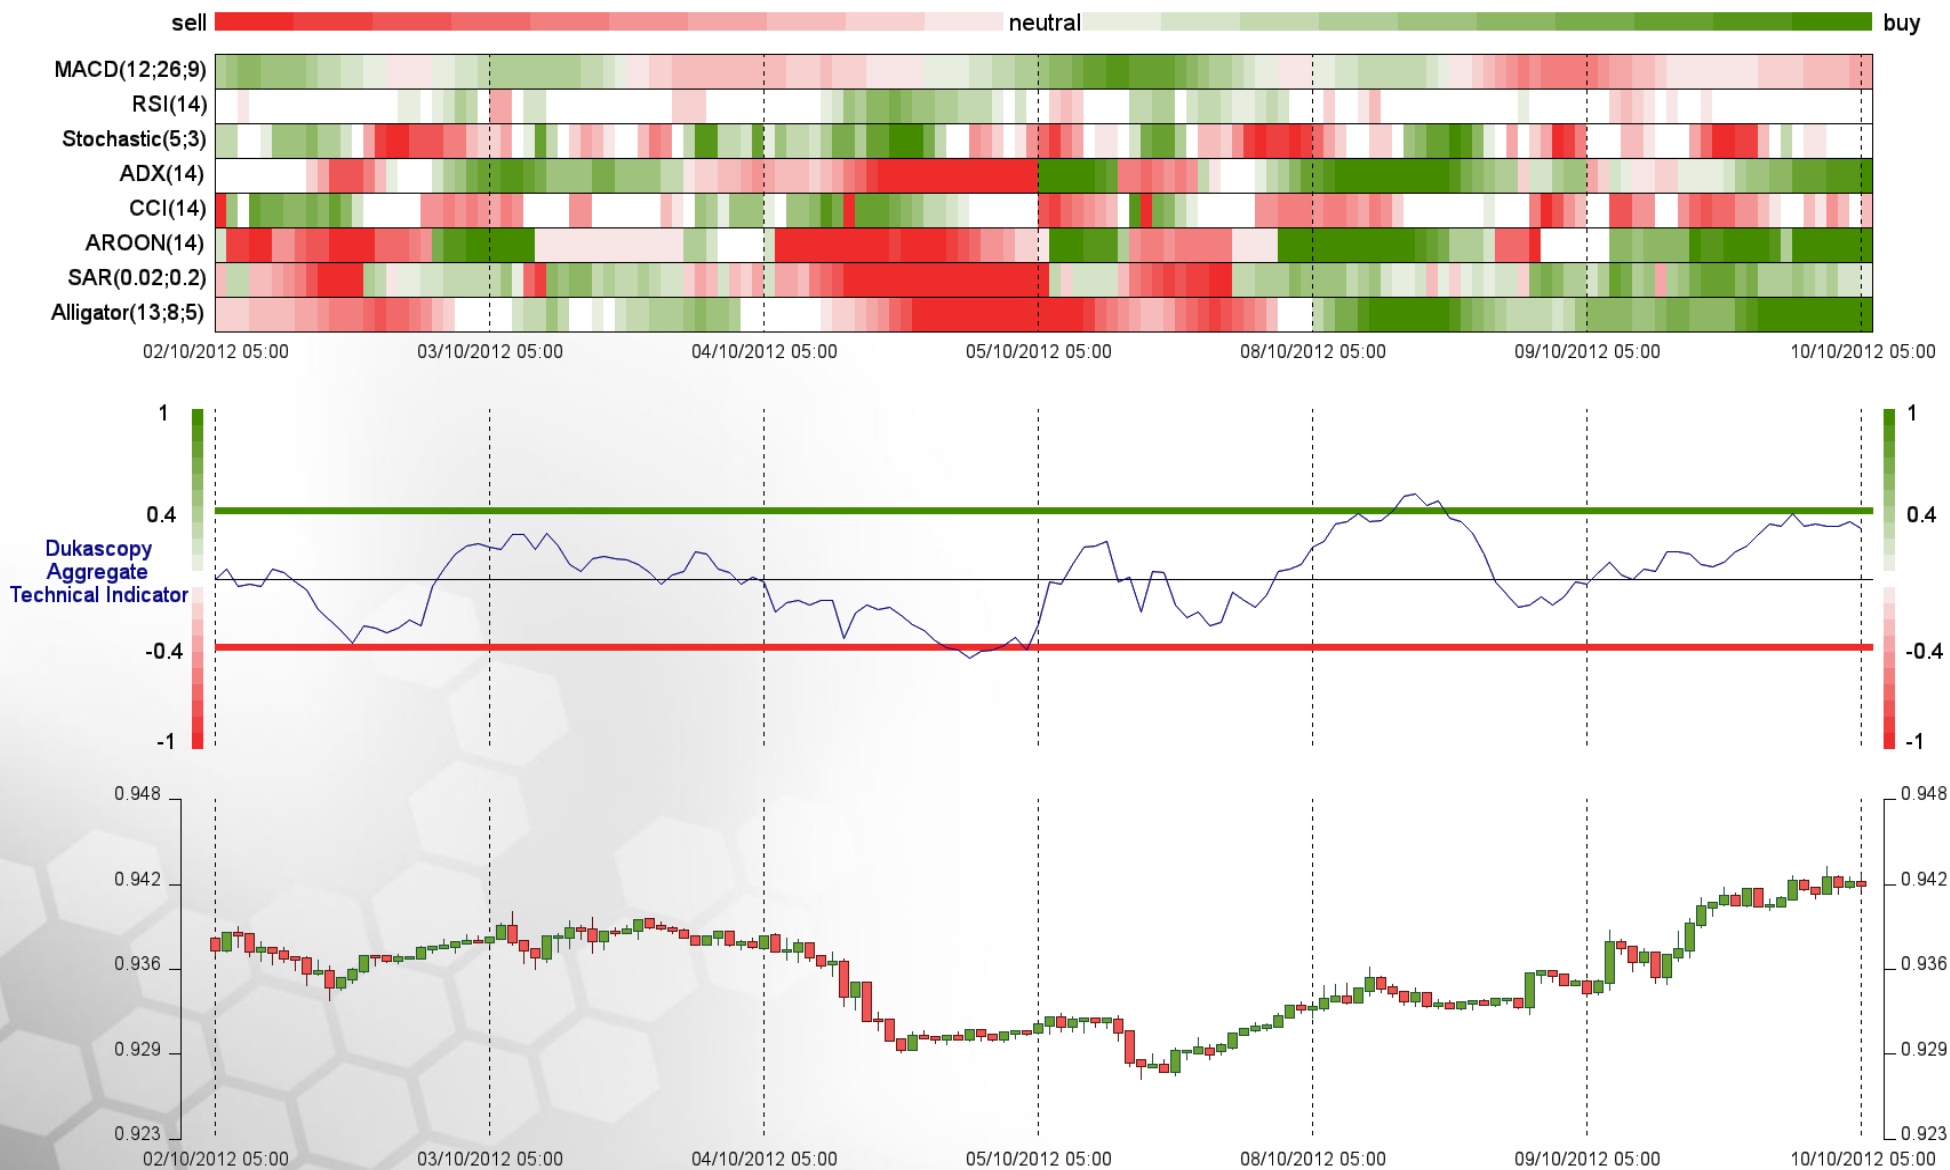 sell neutral buy
MACD(12;26;9)
RSI(14)
Stochastic(5;3)
ADX(14)
CCI(14)
AROON(14)
SAR(0.02;0.2)
Alligator(13;8;5)
02/10/2012 05:00 03/10/2012 05:00 04/10/2012 05:00 05/10/2012 05:00 08/10/2012 05:00 09/10/2012 05:00 10/10/2012 05:00
1 1
0.4 0.4
Dukascopy
Aggregate
Technical Indicator
-0.4 -0.4
-1 -1
0.948 0.948
0.942 0.942
0.936 0.936
0.929 0.929
0.923 0.923
02/10/2012 05:00 03/10/2012 05:00 04/10/2012 05:00 05/10/2012 05:00 08/10/2012 05:00 09/10/2012 05:00 10/10/2012 05:00